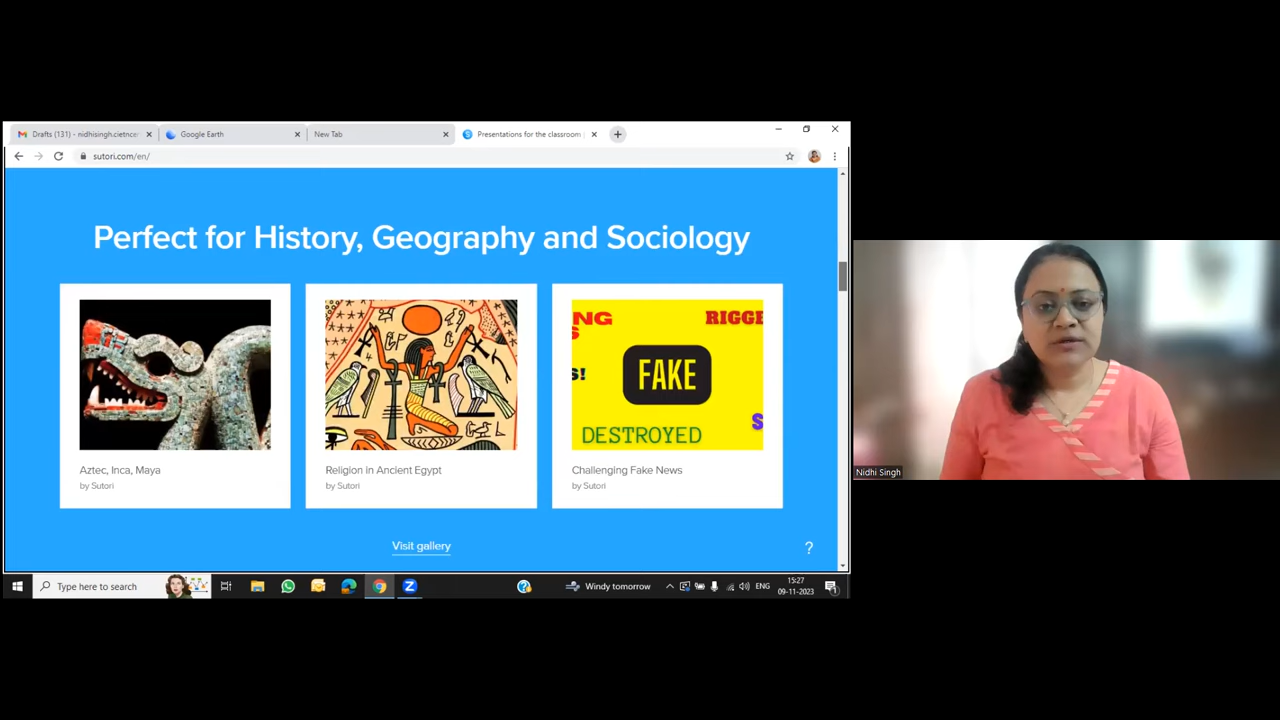 Drafts (131) - nidhisingh.cietnce
Google Earth
New Tab
Presentations for the classroom |
sutori.com/en/
Perfect for History, Geography and Sociology
NG
RIGGE
S
S!
FAKE
DESTROYED
S
Aztec, Inca, Maya
by Sutori
Religion in Ancient Egypt
by Sutori
Challenging Fake News
by Sutori
Visit gallery
?
Nidhi Singh
Type here to search
Windy tomorrow
ENG
15:27
09-11-2023
1